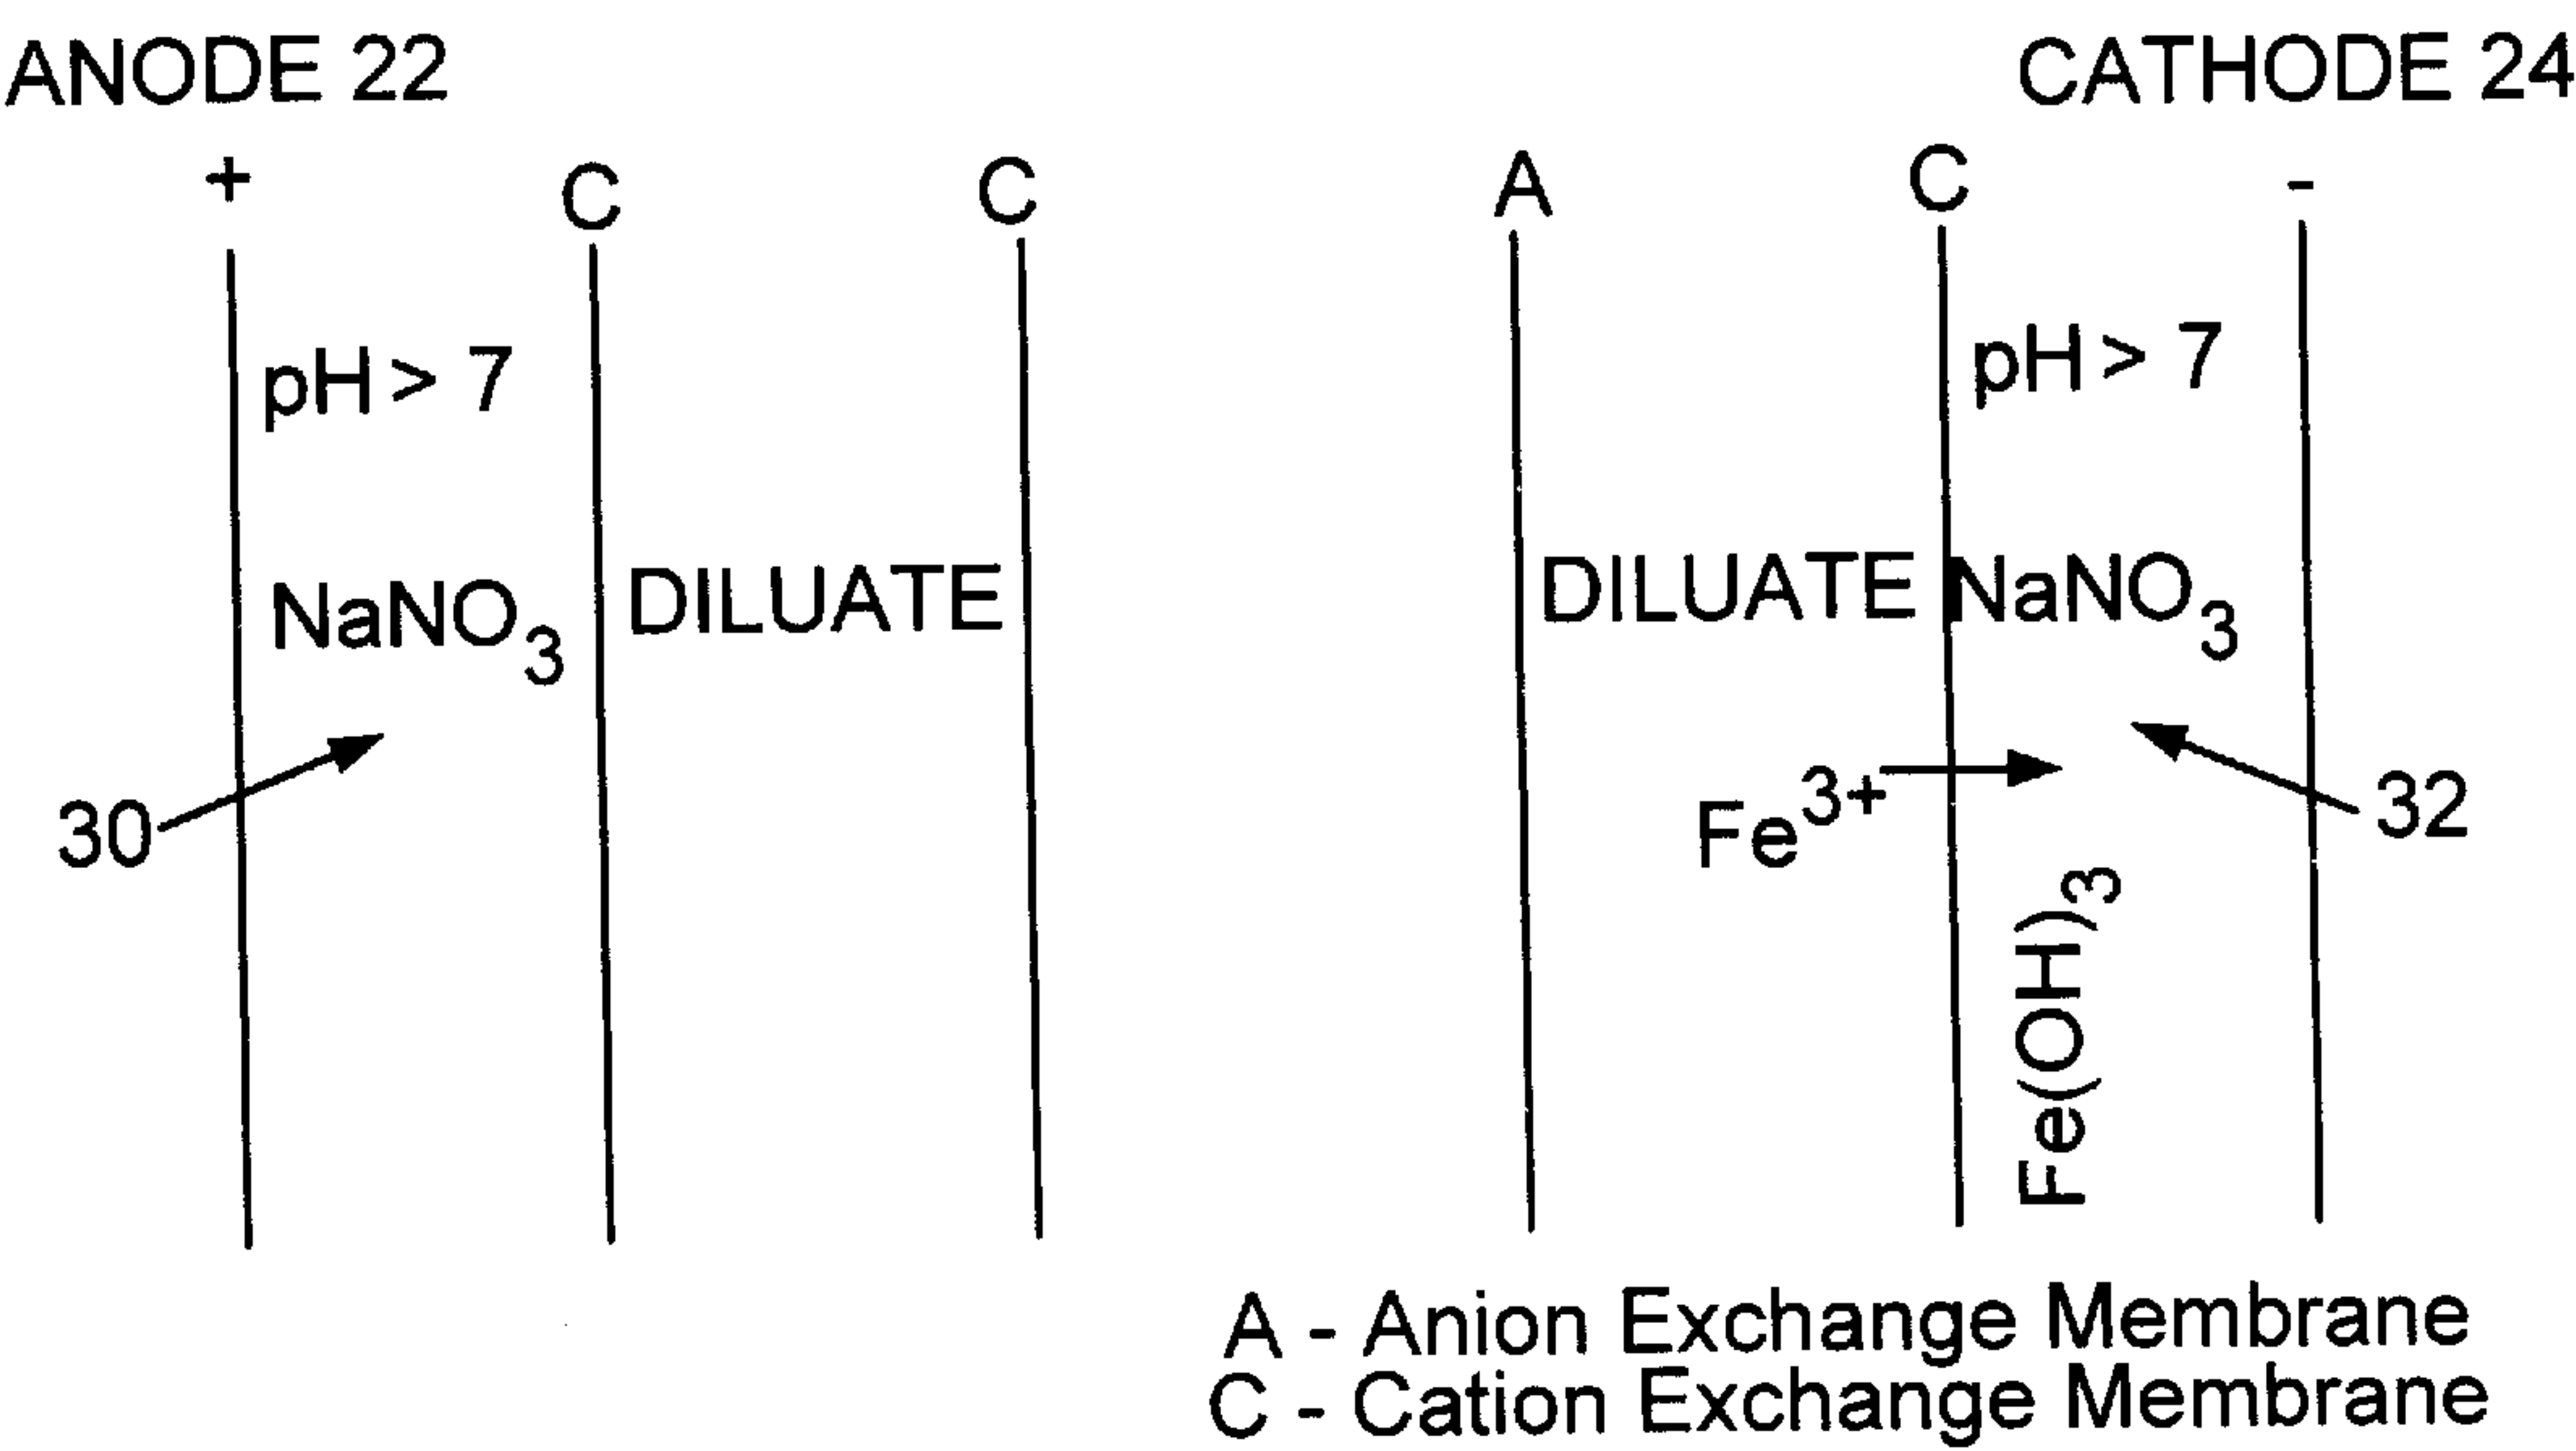 ANODE 22
CATHODE 24
+
C
C
A
C
-
pH > 7
pH > 7
NaNO3
DILUATE
DILUATE
NaNO3
30
Fe3+
32
Fe(OH)3
A - Anion Exchange Membrane
C - Cation Exchange Membrane